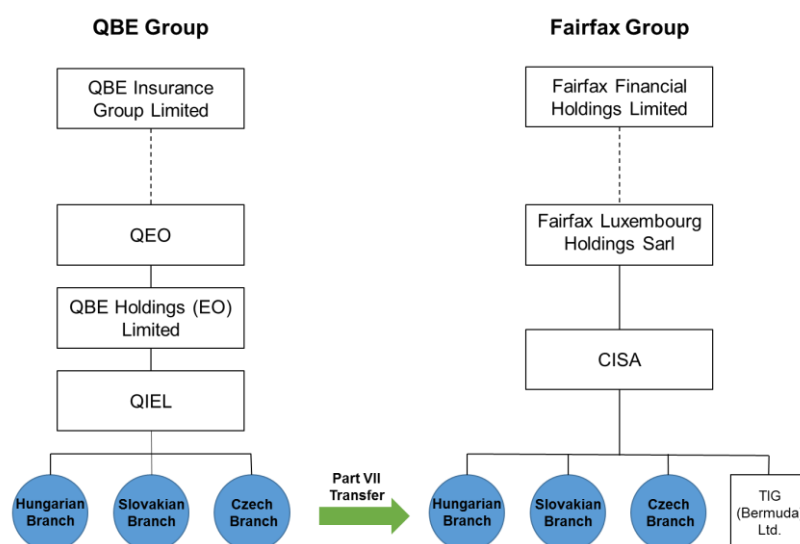 QBE Group
Fairfax Group
QBE Insurance
Group Limited
Fairfax Financial
Holdings Limited
QEO
Fairfax Luxembourg
Holdings Sarl
QBE Holdings (EO)
Limited
CISA
QIEL
Hungarian
Branch
Slovakian
Branch
Czech
Branch
Part VII
Transfer
Hungarian
Branch
Slovakian
Branch
Czech
Branch
TIG
(Bermuda)
Ltd.